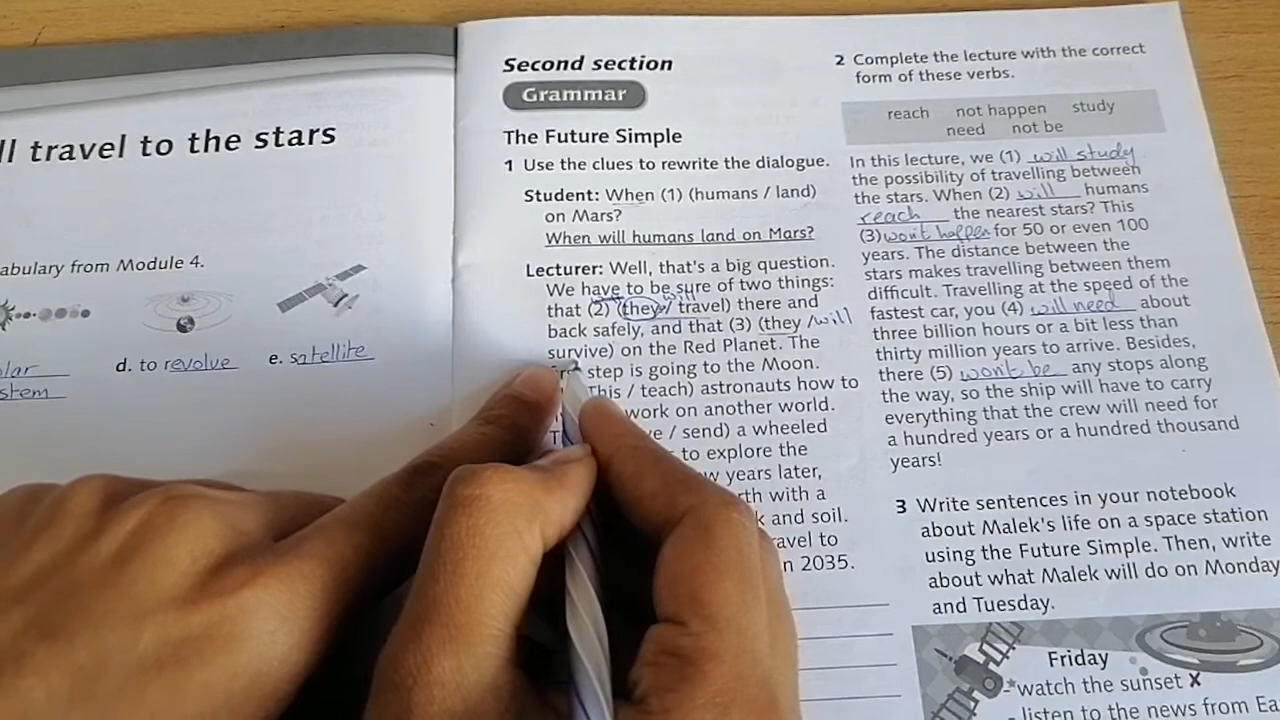 ll travel to the stars
abulary from Module 4.
olar
stem
d. to revolve
e. satellite
Second section
Grammar
The Future Simple
1 Use the clues to rewrite the dialogue.
Student: When (1) (humans / land)
on Mars?
When will humans land on Mars?
Lecturer: Well, that's a big question.
We have to be sure of two things:
will
that (2) (they / travel) there and
back safely, and that (3) (they / will
survive) on the Red Planet. The
step is going to the Moon.
This / teach) astronauts how to
work on another world.
ve / send) a wheeled
to explore the
w years later,
rth with a
k and soil.
ravel to
n 2035.
2 Complete the lecture with the correct
form of these verbs.
reach not happen study
need not be
In this lecture, we (1) will study
the possibility of travelling between
the stars. When (2) will humans
reach the nearest stars? This
(3) won't happen for 50 or even 100
years. The distance between the
stars makes travelling between them
difficult. Travelling at the speed of the
fastest car, you (4) will need about
three billion hours or a bit less than
thirty million years to arrive. Besides,
there (5) won't be any stops along
the way, so the ship will have to carry
everything that the crew will need for
a hundred years or a hundred thousand
years!
3 Write sentences in your notebook
about Malek's life on a space station
using the Future Simple. Then, write
about what Malek will do on Monday
and Tuesday.
Friday
- watch the sunset ✗
- listen to the news from Ea